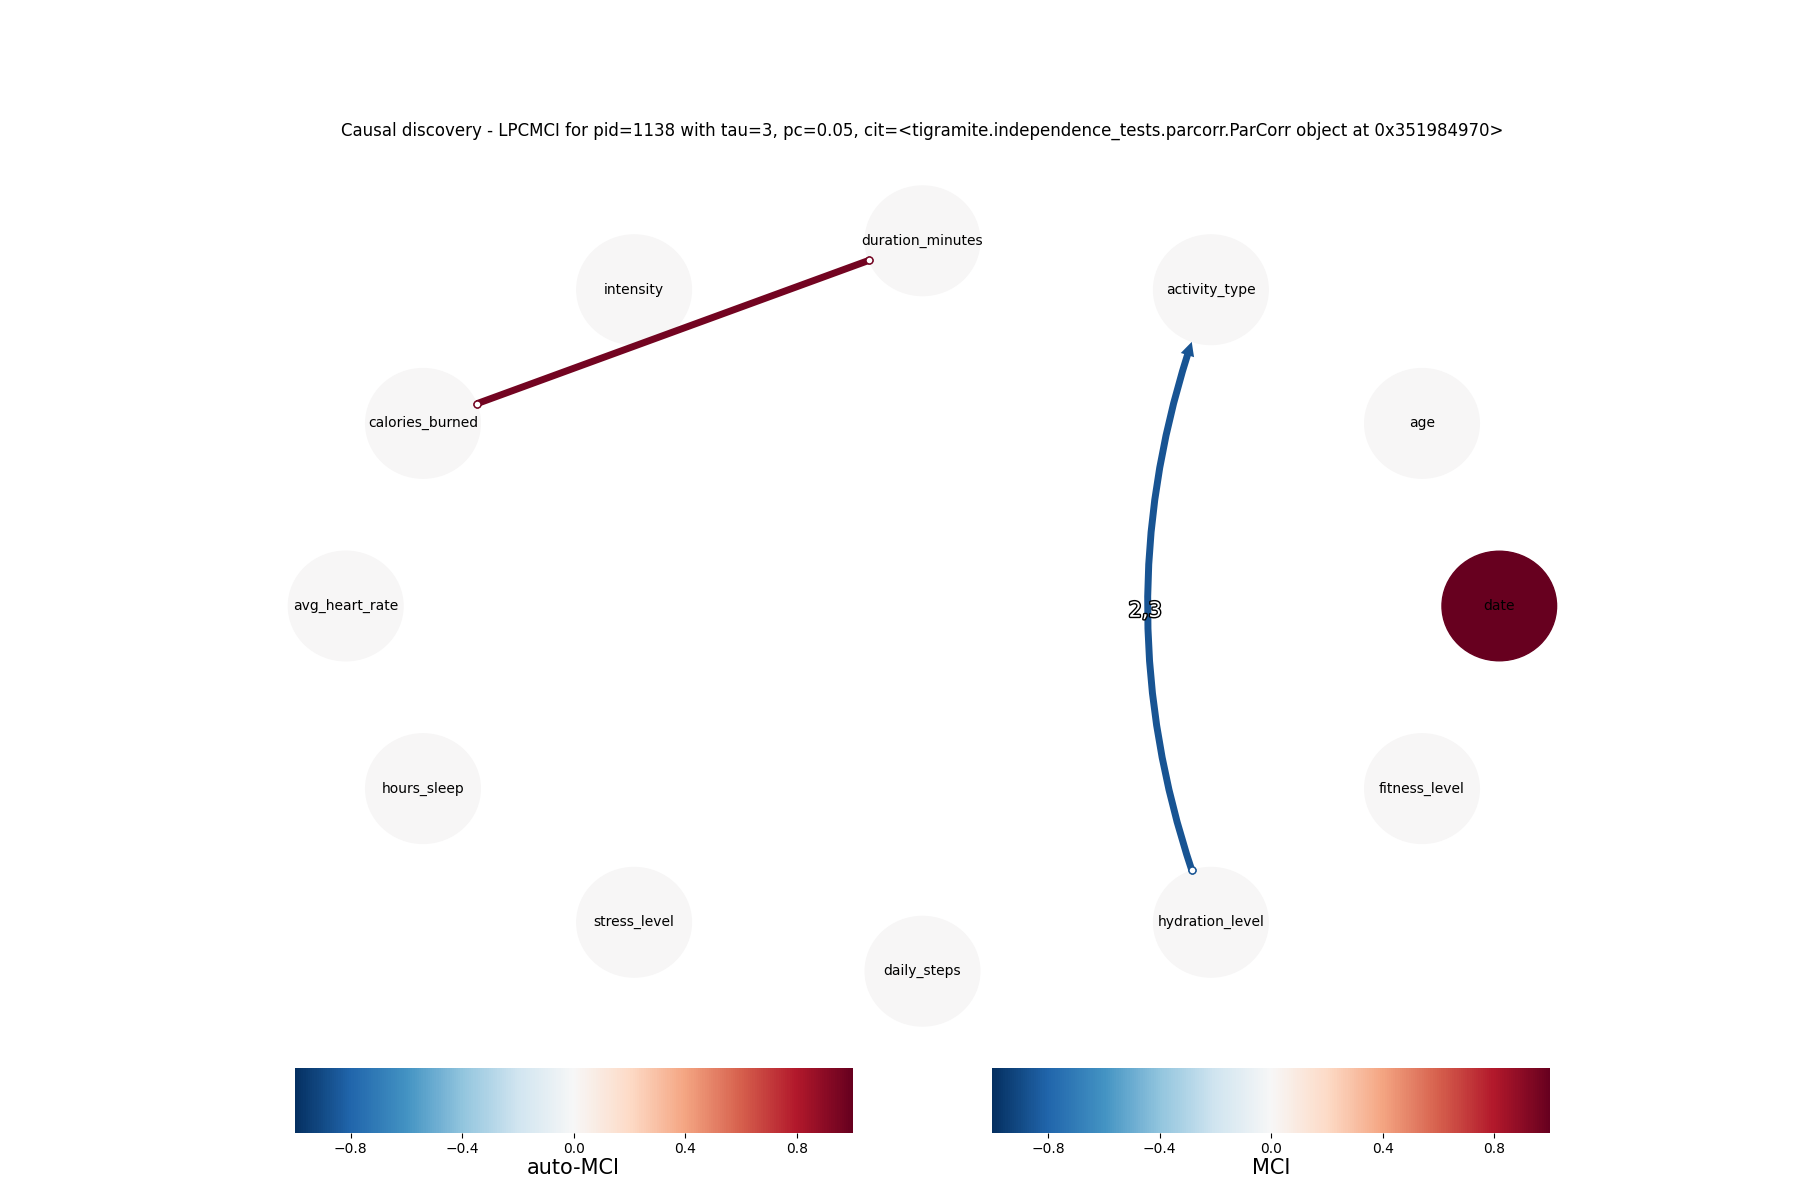 Causal discovery - LPCMCI for pid=1138 with tau=3, pc=0.05, cit=<tigramite.independence_tests.parcorr.ParCorr object at 0x351984970>
duration_minutes
intensity
activity_type
calories_burned
age
avg_heart_rate
2,3
date
hours_sleep
fitness_level
stress_level
hydration_level
daily_steps
−0.8 −0.4 0.0 0.4 0.8
auto-MCI
−0.8 −0.4 0.0 0.4 0.8
MCI